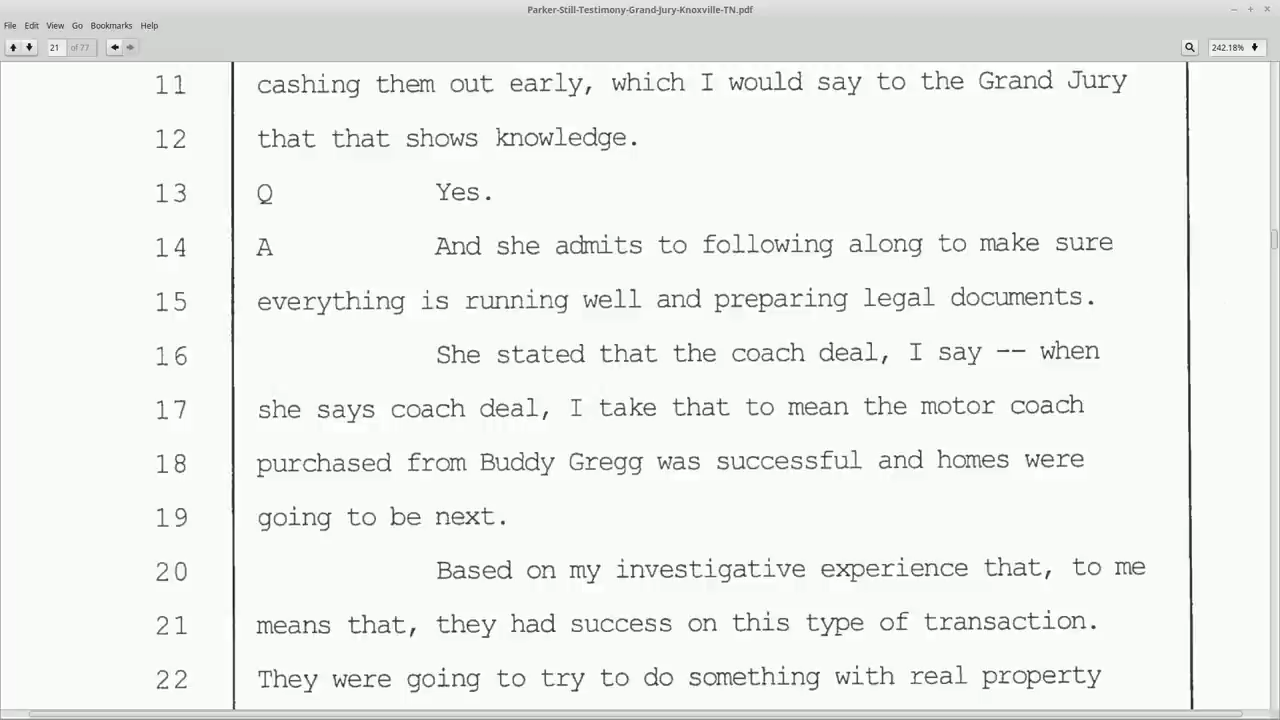 Parker-Still-Testimony-Grand-Jury-Knoxville-TN.pdf
File Edit View Go Bookmarks Help
21 of 77 242.18%
11 cashing them out early, which I would say to the Grand Jury
12 that that shows knowledge.
13 Q Yes.
14 A And she admits to following along to make sure
15 everything is running well and preparing legal documents.
16 She stated that the coach deal, I say -- when
17 she says coach deal, I take that to mean the motor coach
18 purchased from Buddy Gregg was successful and homes were
19 going to be next.
20 Based on my investigative experience that, to me
21 means that, they had success on this type of transaction.
22 They were going to try to do something with real property